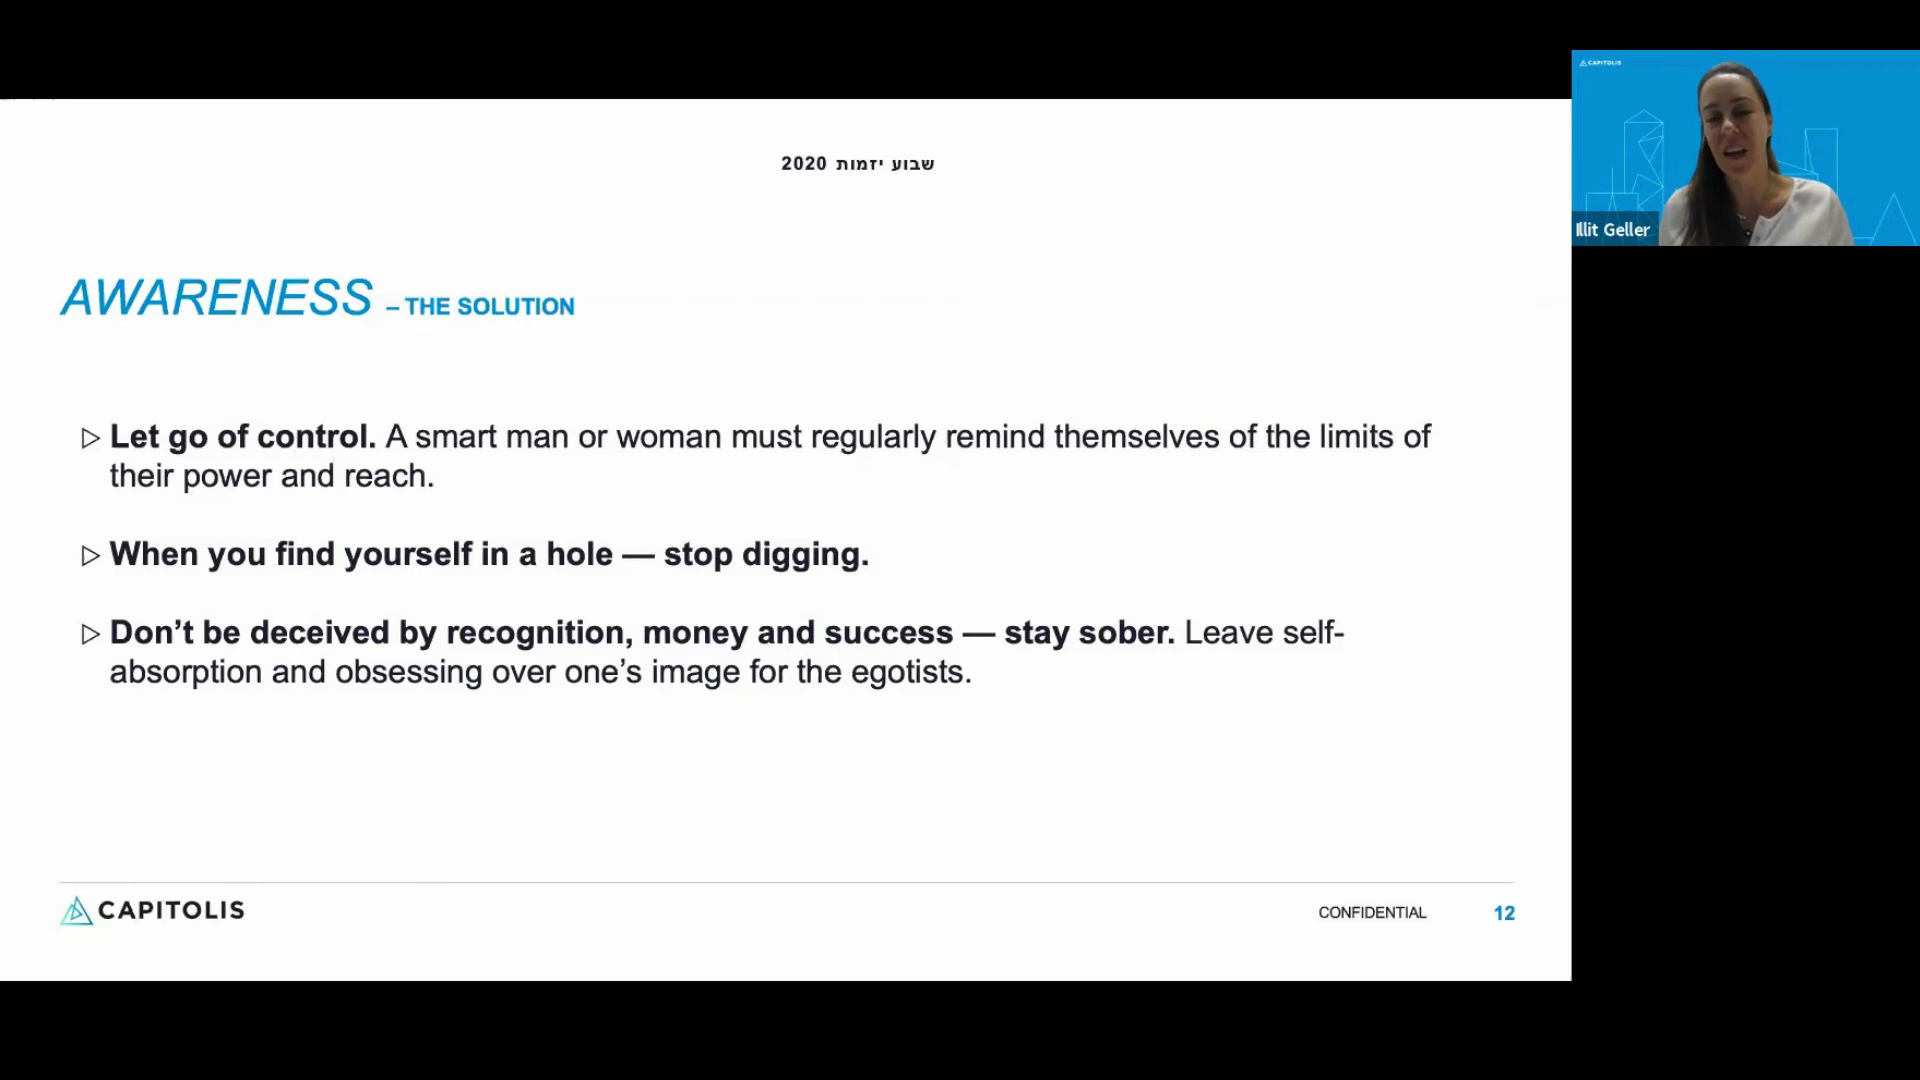 שבוע יזמות 2020
CAPITOLIS
Illit Geller
AWARENESS – THE SOLUTION
▷ Let go of control. A smart man or woman must regularly remind themselves of the limits of
their power and reach.
▷ When you find yourself in a hole — stop digging.
▷ Don’t be deceived by recognition, money and success — stay sober. Leave self-
absorption and obsessing over one’s image for the egotists.
CAPITOLIS
CONFIDENTIAL
12